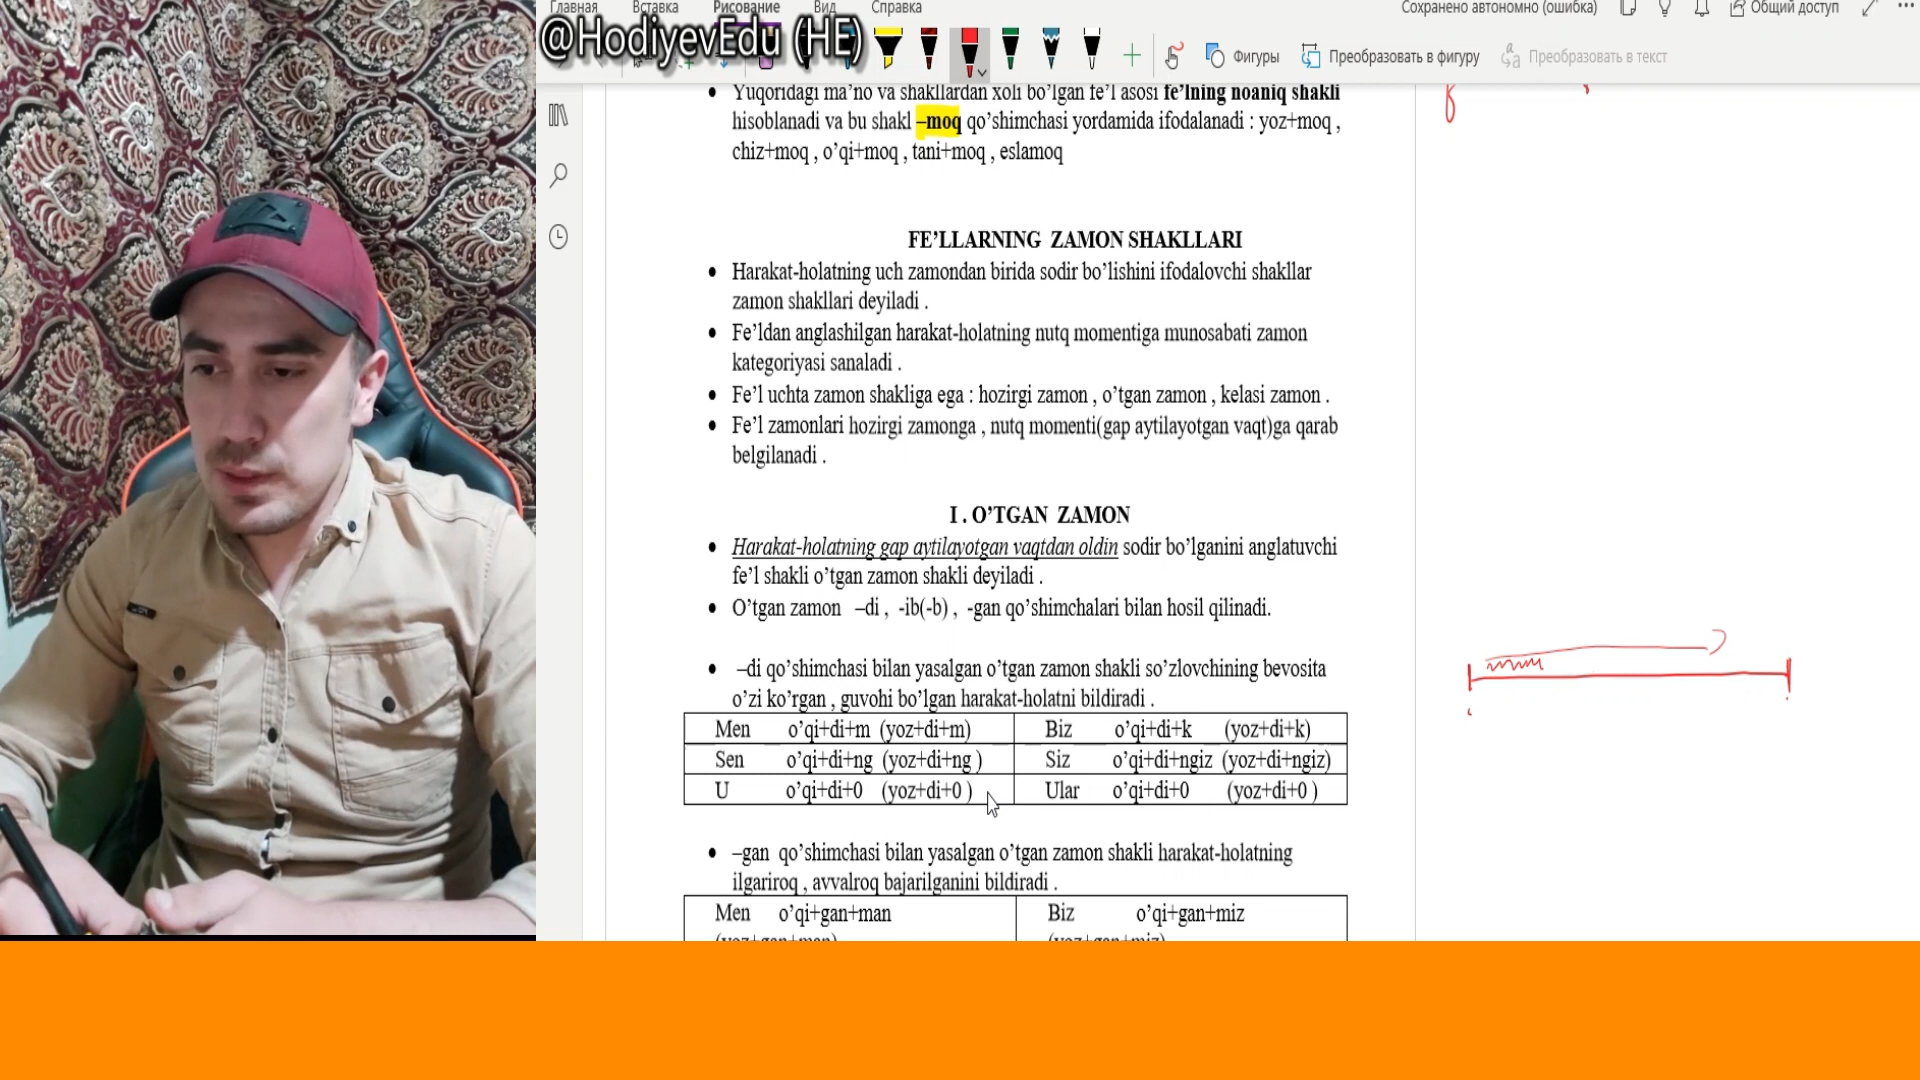 Главная Вставка Рисование Вид Справка Сохранено автономно (ошибка) Общий доступ
@HodiyevEdu (HE)
Фигуры Преобразовать в фигуру Преобразовать в текст
• Yuqoridagi ma’no va shakllardan xoli bo’lgan fe’l asosi fe’lning noaniq shakli
hisoblanadi va bu shakl –moq qo’shimchasi yordamida ifodalanadi : yoz+moq ,
chiz+moq , o’qi+moq , tani+moq , eslamoq
FE’LLARNING ZAMON SHAKLLARI
• Harakat-holatning uch zamondan birida sodir bo’lishini ifodalovchi shakllar
zamon shakllari deyiladi .
• Fe’ldan anglashilgan harakat-holatning nutq momentiga munosabati zamon
kategoriyasi sanaladi .
• Fe’l uchta zamon shakliga ega : hozirgi zamon , o’tgan zamon , kelasi zamon .
• Fe’l zamonlari hozirgi zamonga , nutq momenti(gap aytilayotgan vaqt)ga qarab
belgilanadi .
I . O’TGAN ZAMON
• Harakat-holatning gap aytilayotgan vaqtdan oldin sodir bo’lganini anglatuvchi
fe’l shakli o’tgan zamon shakli deyiladi .
• O’tgan zamon –di , -ib(-b) , -gan qo’shimchalari bilan hosil qilinadi.
• –di qo’shimchasi bilan yasalgan o’tgan zamon shakli so’zlovchining bevosita
o’zi ko’rgan , guvohi bo’lgan harakat-holatni bildiradi .
Men o’qi+di+m (yoz+di+m) Biz o’qi+di+k (yoz+di+k)
Sen o’qi+di+ng (yoz+di+ng ) Siz o’qi+di+ngiz (yoz+di+ngiz)
U o’qi+di+0 (yoz+di+0 ) Ular o’qi+di+0 (yoz+di+0 )
• –gan qo’shimchasi bilan yasalgan o’tgan zamon shakli harakat-holatning
ilgariroq , avvalroq bajarilganini bildiradi .
Men o’qi+gan+man Biz o’qi+gan+miz
(yoz+gan+man) (yoz+gan+miz)